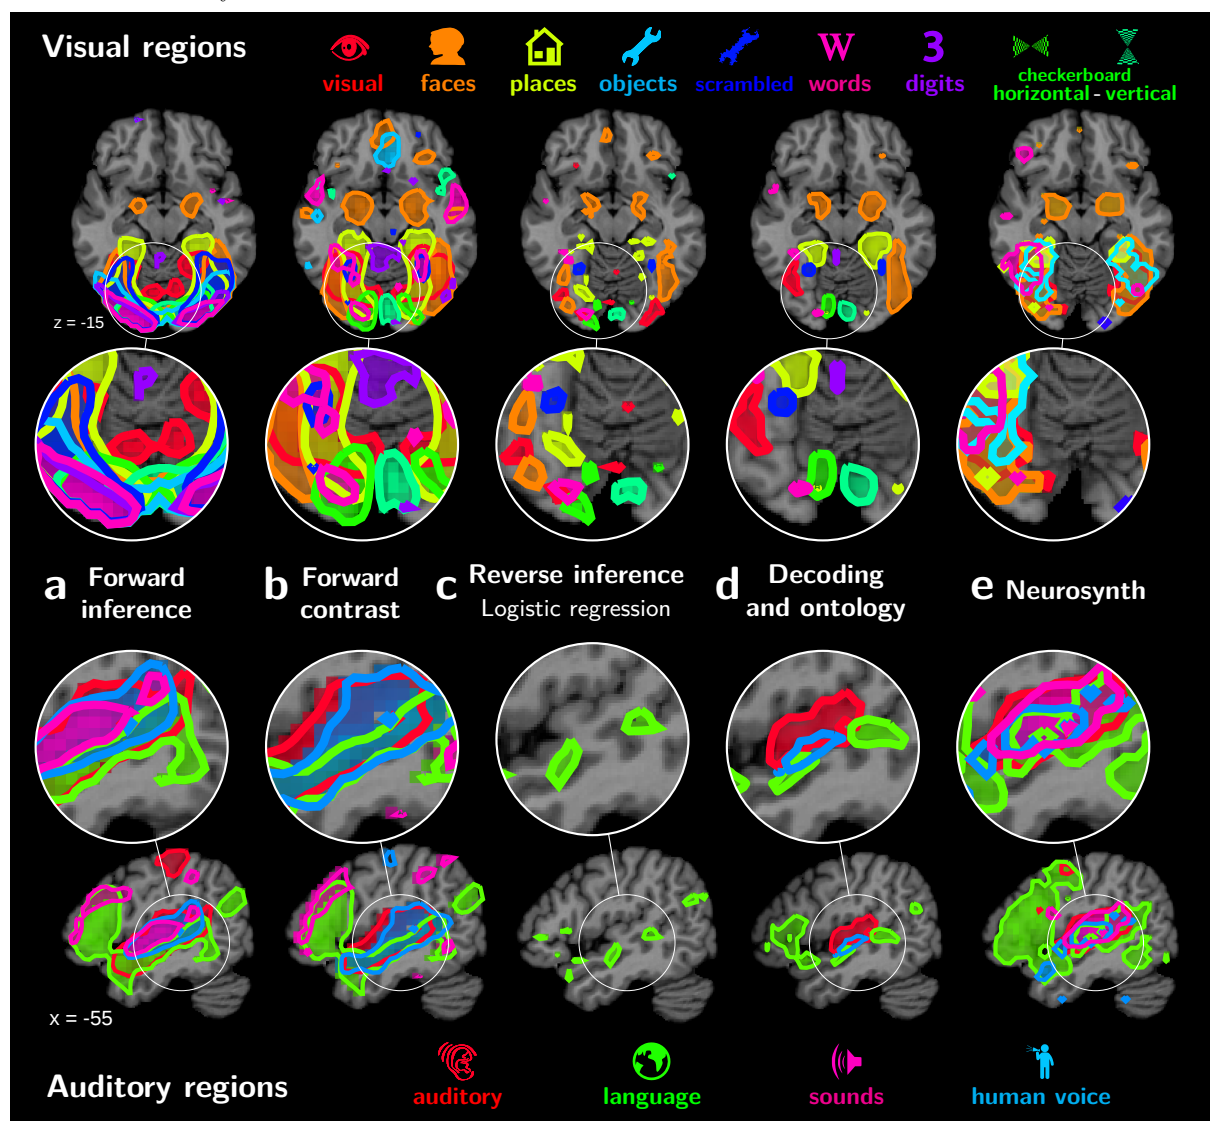 Visual regions
W
3
visual
faces
places
objects
scrambled
words
digits
checkerboard
horizontal - vertical
z = -15
a Forward
inference
b Forward
contrast
c Reverse inference
Logistic regression
d Decoding
and ontology
e Neurosynth
x = -55
Auditory regions
auditory
language
sounds
human voice